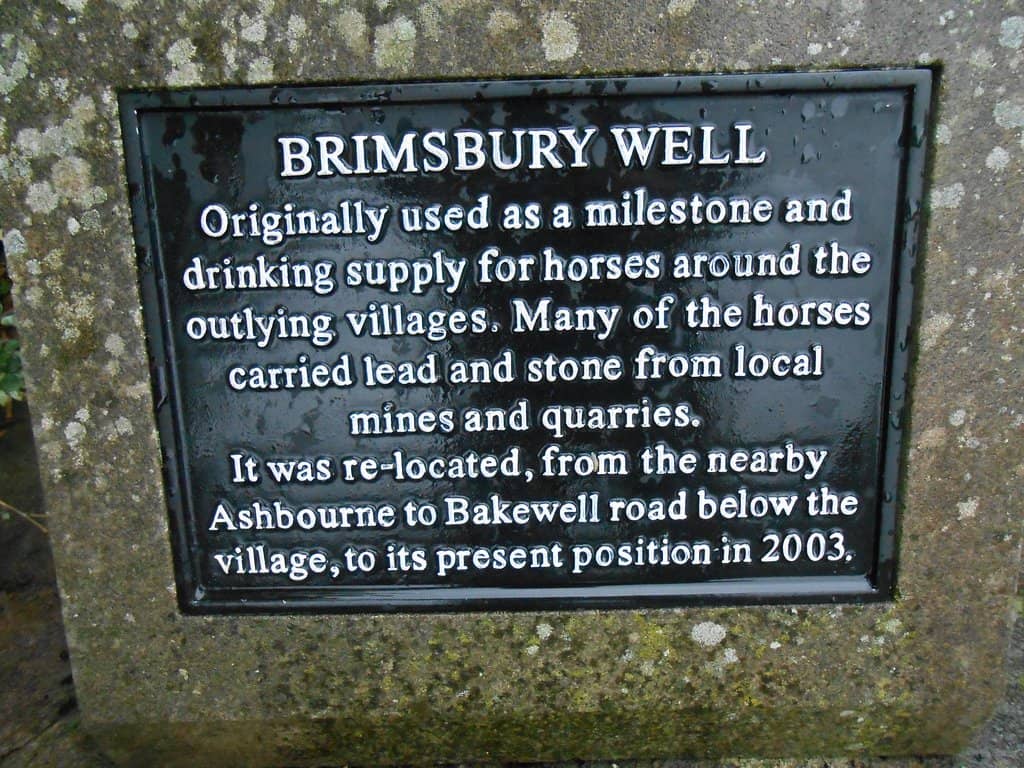 BRIMSBURY WELL
Originally used as a milestone and
drinking supply for horses around the
outlying villages. Many of the horses
carried lead and stone from local
mines and quarries.
It was re-located, from the nearby
Ashbourne to Bakewell road below the
village, to its present position in 2003.